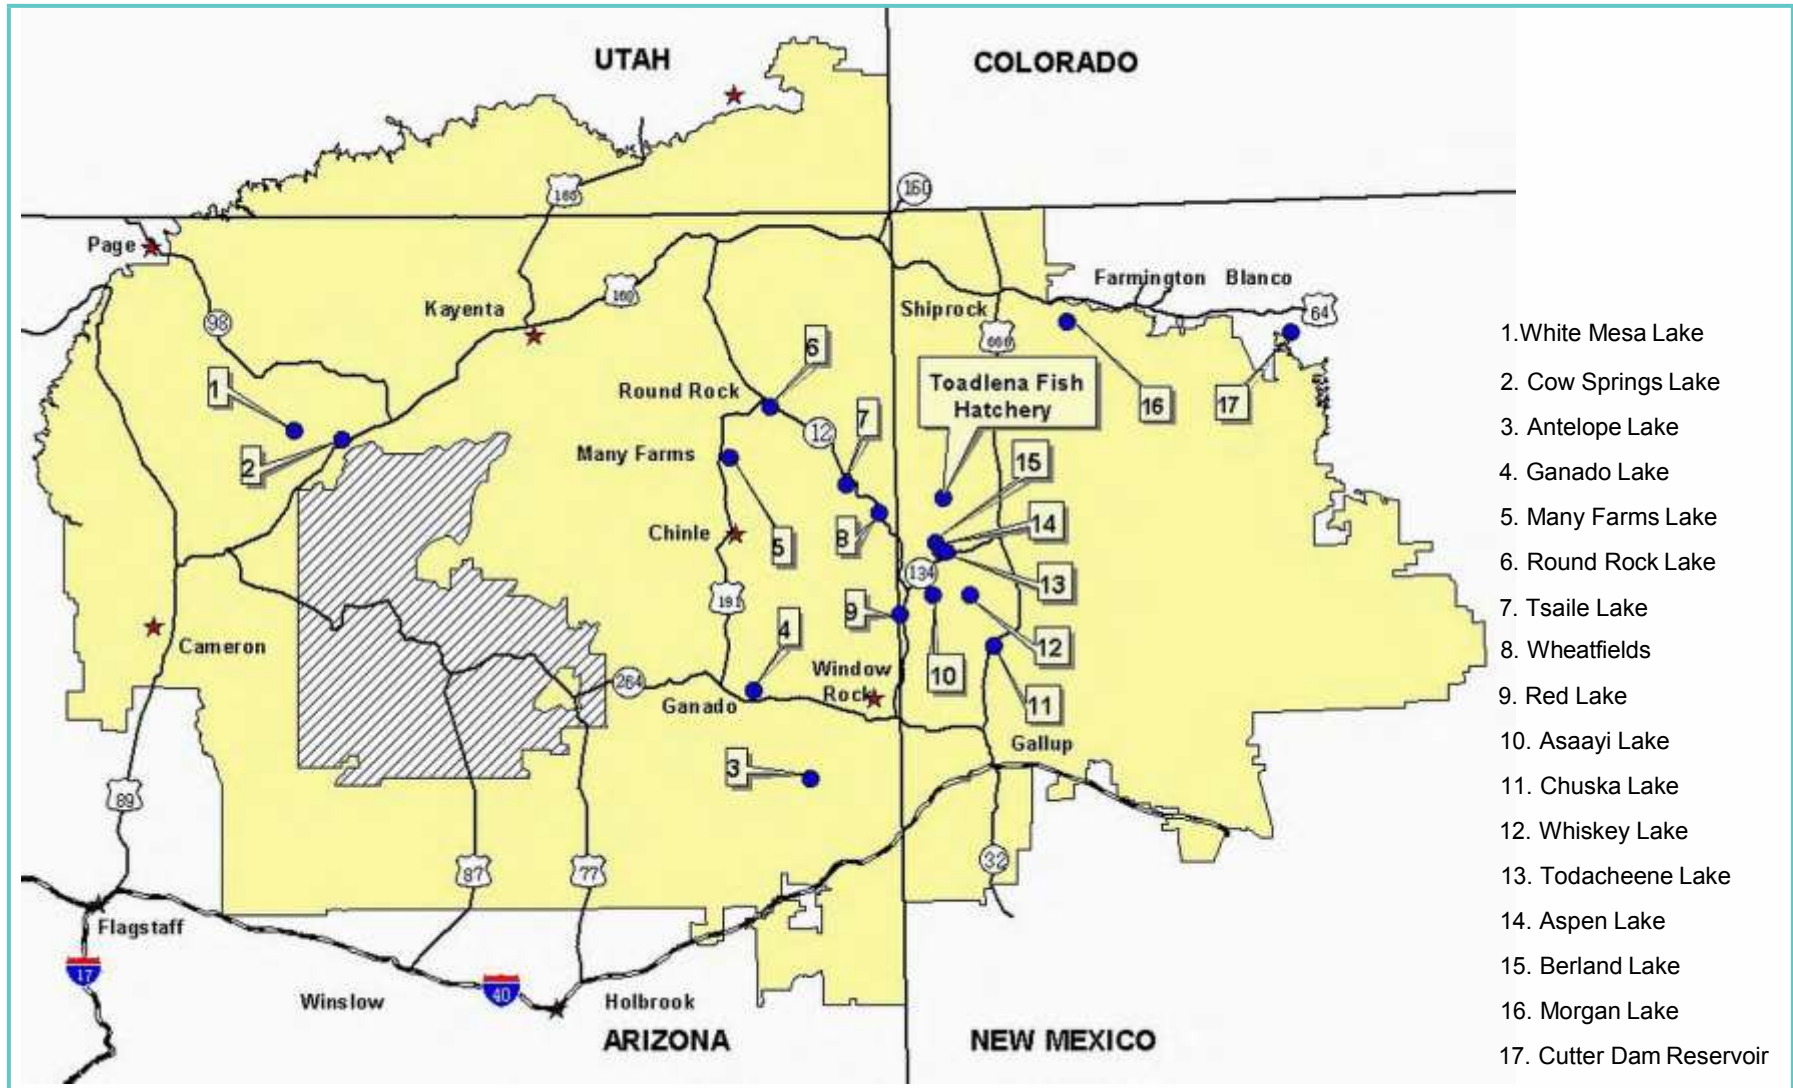 UTAH
COLORADO
160
160
Page
Farmington Blanco
Kayenta
160
Shiprock
64
98
666
6
1
Round Rock
Toadlena Fish
Hatchery
16
17
7
12
Many Farms
2
15
Chinle
8
5
14
134
13
191
9
4
12
Cameron
Window
Rock
10
264
Ganado
11
Gallup
3
89
87
77
32
Flagstaff
17
40
Winslow
Holbrook
ARIZONA
NEW MEXICO
1.White Mesa Lake
2. Cow Springs Lake
3. Antelope Lake
4. Ganado Lake
5. Many Farms Lake
6. Round Rock Lake
7. Tsaile Lake
8. Wheatfields
9. Red Lake
10. Asaayi Lake
11. Chuska Lake
12. Whiskey Lake
13. Todacheene Lake
14. Aspen Lake
15. Berland Lake
16. Morgan Lake
17. Cutter Dam Reservoir